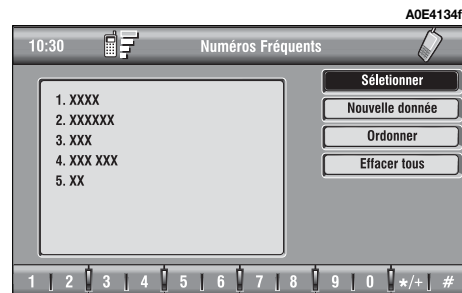 A0E4134f
10:30 Numéros Fréquents
Séletionner
Nouvelle donnée
Ordonner
Effacer tous
1. XXXX
2. XXXXXX
3. XXX
4. XXX XXX
5. XX
1 2 3 4 5 6 7 8 9 0 */+ #